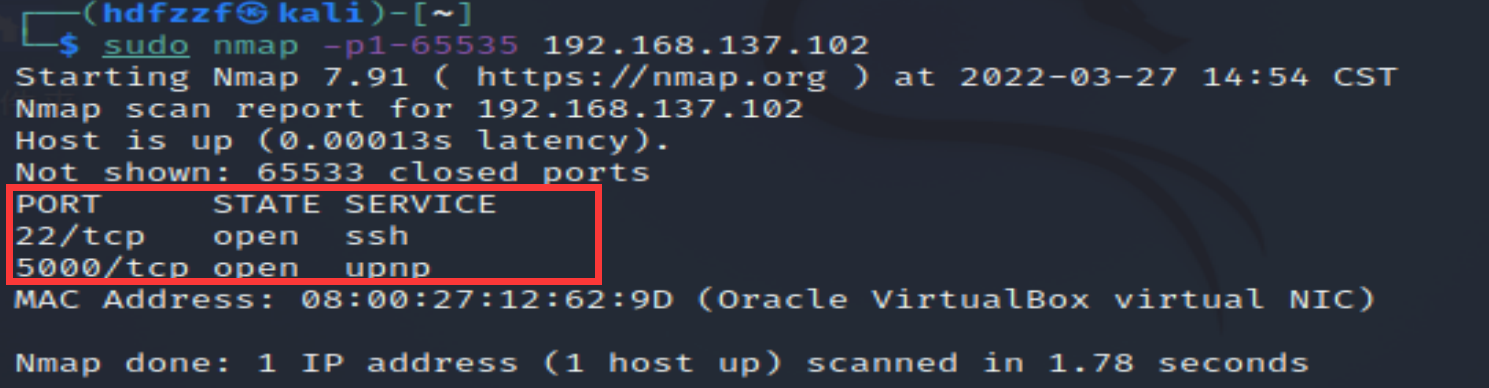 ┌──(hdfzzf㉿kali)-[~]
└─$ sudo nmap -p1-65535 192.168.137.102
Starting Nmap 7.91 ( https://nmap.org ) at 2022-03-27 14:54 CST
Nmap scan report for 192.168.137.102
Host is up (0.00013s latency).
Not shown: 65533 closed ports
PORT     STATE SERVICE
22/tcp   open  ssh
5000/tcp open  upnp
MAC Address: 08:00:27:12:62:9D (Oracle VirtualBox virtual NIC)
Nmap done: 1 IP address (1 host up) scanned in 1.78 seconds